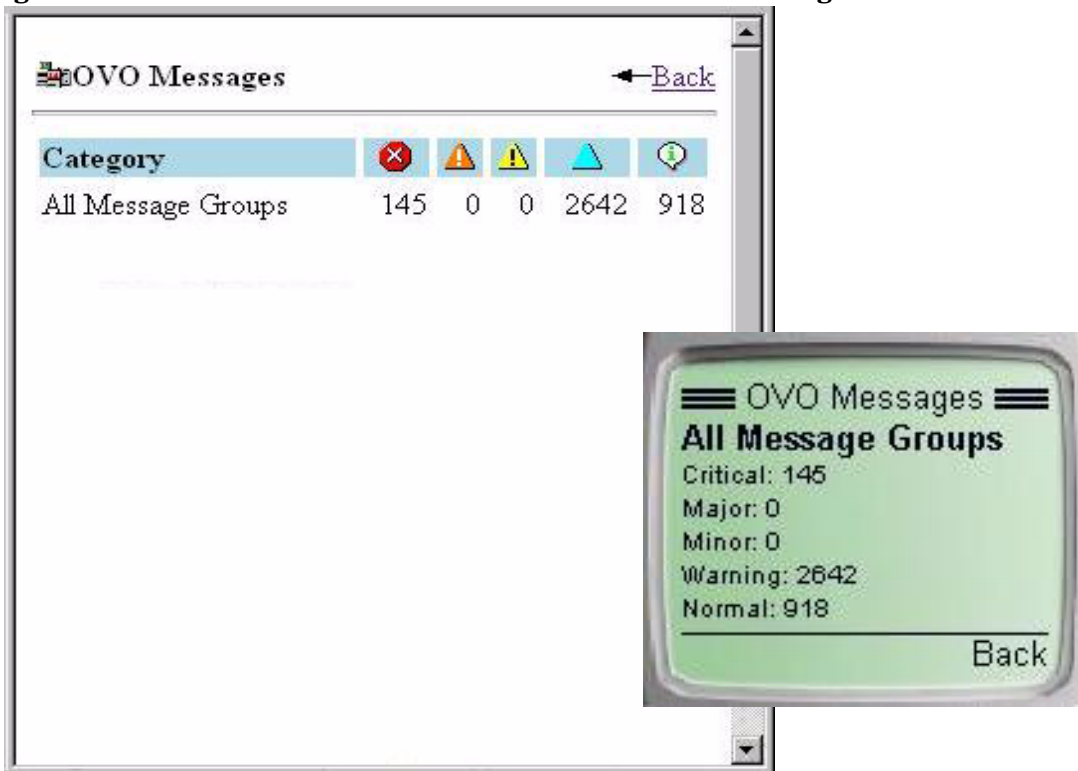 OVO Messages Back
Category
All Message Groups 145 0 0 2642 918
OVO Messages
All Message Groups
Critical: 145
Major: 0
Minor: 0
Warning: 2642
Normal: 918
Back